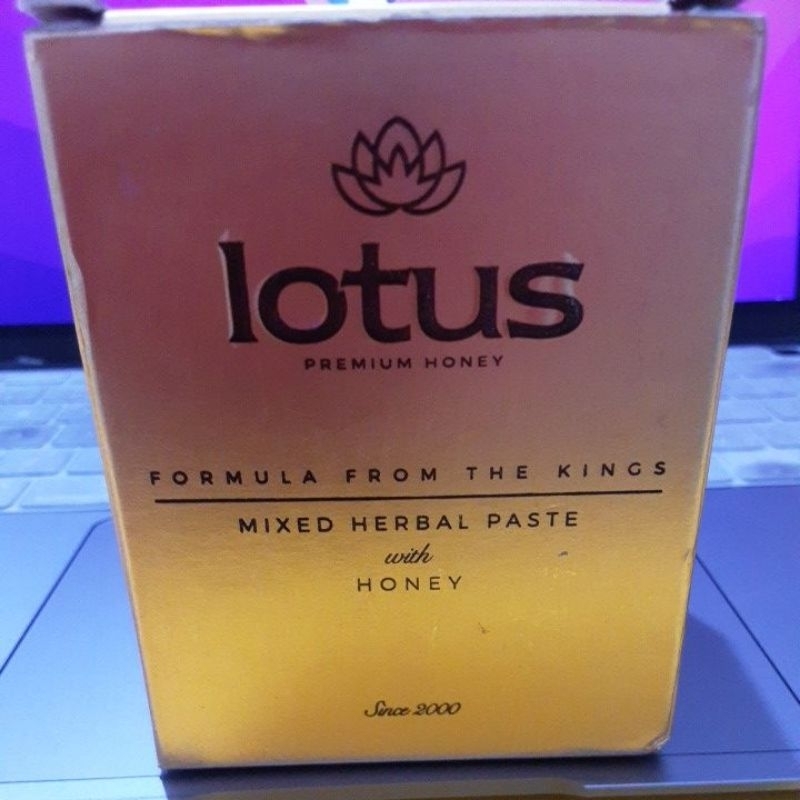 lotus
PREMIUM HONEY
FORMULA FROM THE KINGS
MIXED HERBAL PASTE
with
HONEY
Since 2000